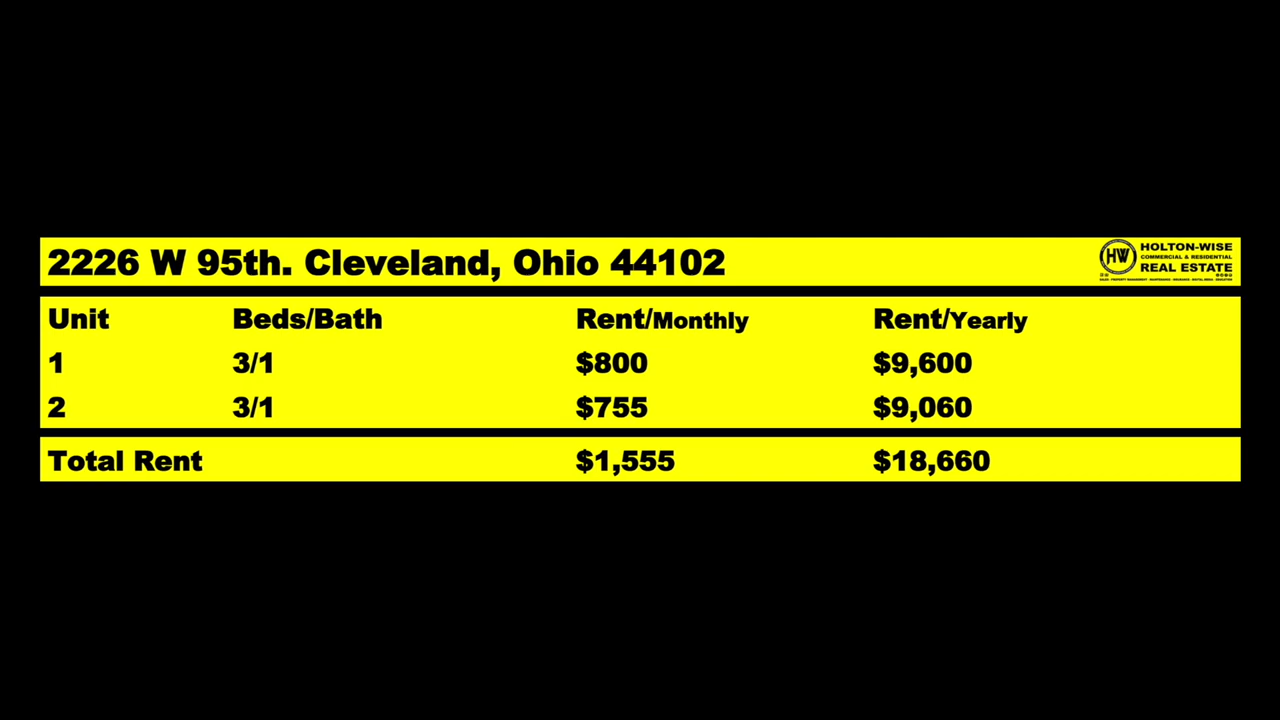 2226 W 95th. Cleveland, Ohio 44102
HW
HOLTON-WISE
COMMERCIAL & RESIDENTIAL
REAL ESTATE
Unit Beds/Bath Rent/Monthly Rent/Yearly
1 3/1 $800 $9,600
2 3/1 $755 $9,060
Total Rent $1,555 $18,660